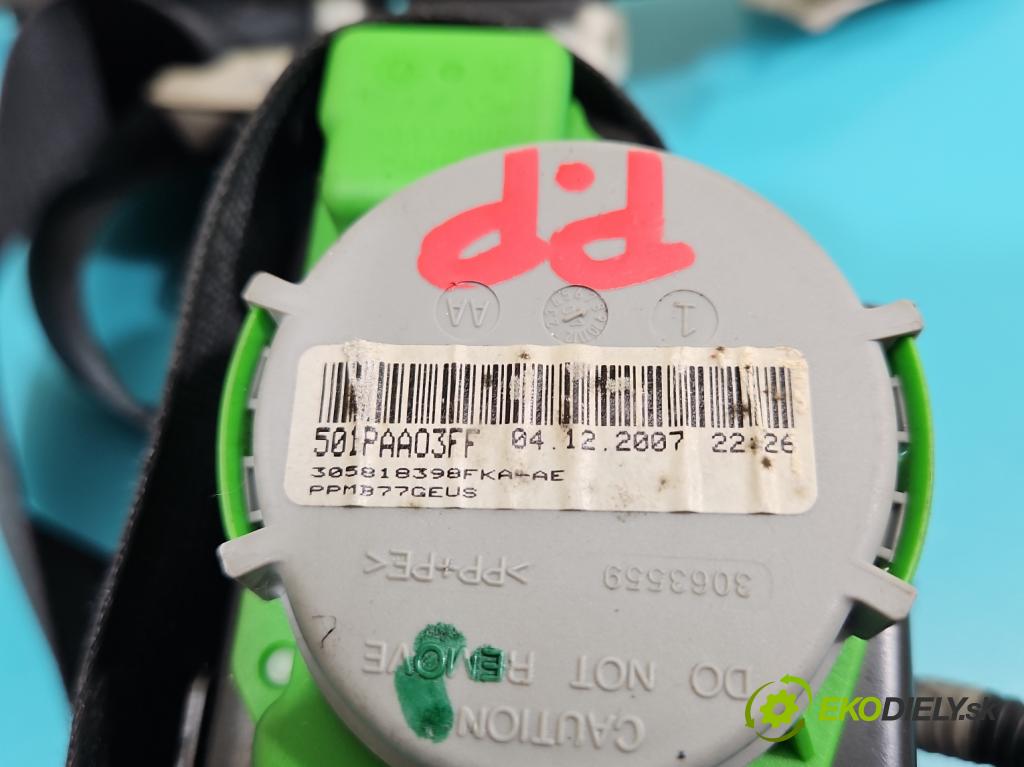 P.P
AA
1
501PAA03FF 04.12.2007 22:26
305818398FKA-AE
PPMB77GEUS
3063559 >PP+PE<
DO NOT REMOVE
CAUTION
EKODIELY.sk